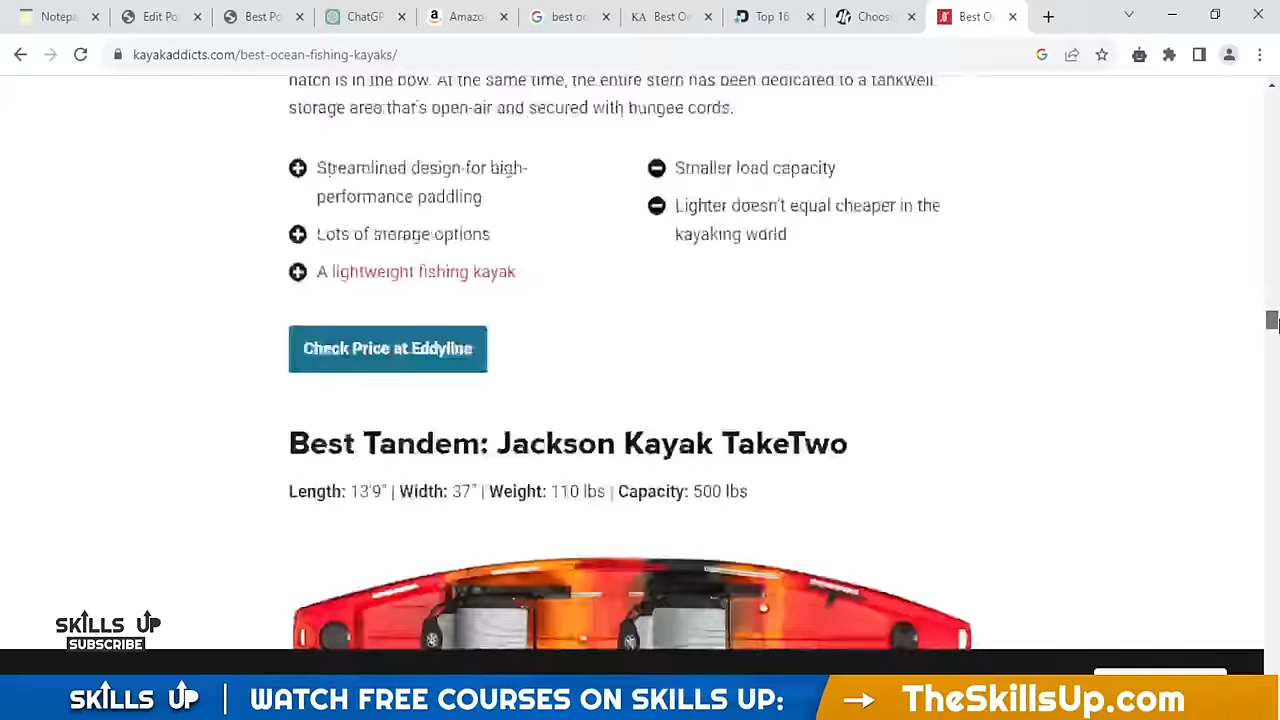 Notepa
Edit Po
Best Po
ChatGP
Amazo
best oc
KA Best O
Top 16
Choos
Best O
kayakaddicts.com/best-ocean-fishing-kayaks/
hatch is in the bow. At the same time, the entire stern has been dedicated to a tankwell
storage area that's open-air and secured with bungee cords.
Streamlined design for high-
performance paddling
Lots of storage options
A lightweight fishing kayak
Smaller load capacity
Lighter doesn't equal cheaper in the
kayaking world
Check Price at Eddyline
Best Tandem: Jackson Kayak TakeTwo
Length: 13'9" | Width: 37" | Weight: 110 lbs | Capacity: 500 lbs
SKILLS UP
SUBSCRIBE
SKILLS UP | WATCH FREE COURSES ON SKILLS UP: TheSkillsUp.com